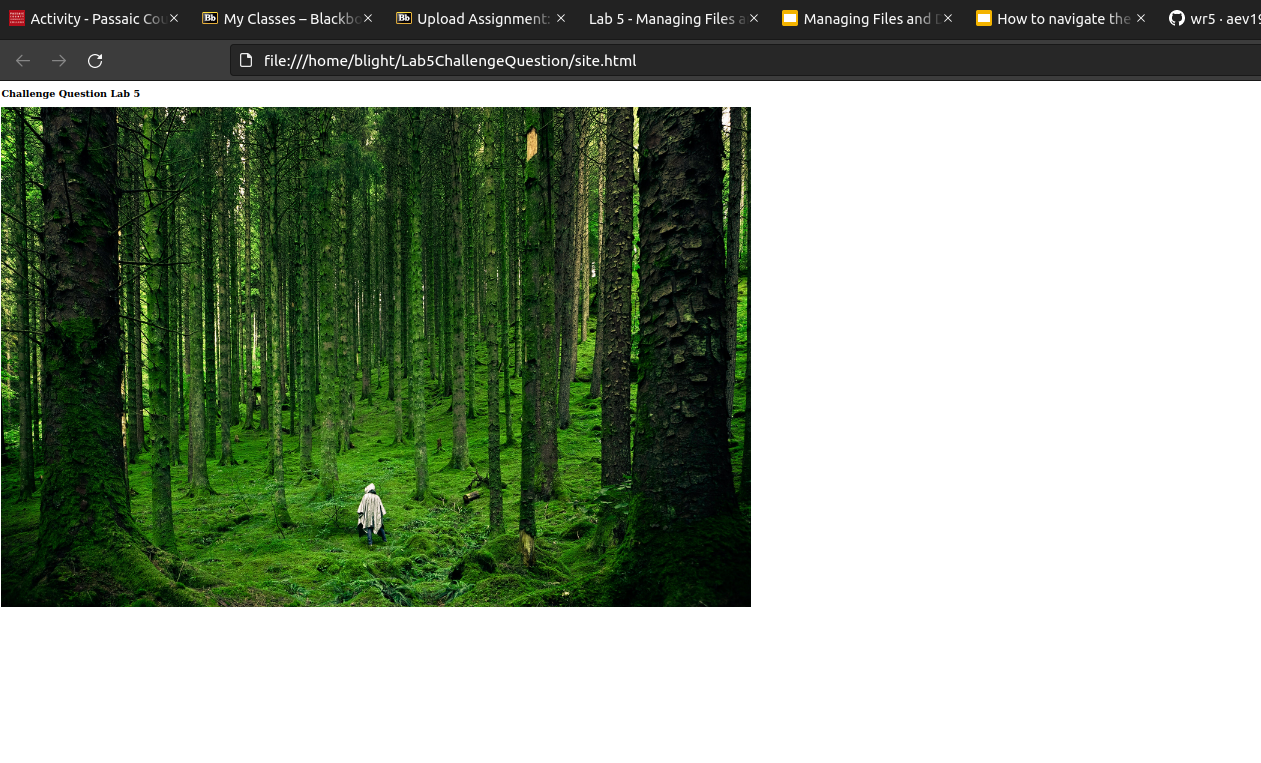 Activity - Passaic Cou
Bb My Classes – Blackbo
Bb Upload Assignment:
Lab 5 - Managing Files a
Managing Files and D
How to navigate the
wr5 · aev19
file:///home/blight/Lab5ChallengeQuestion/site.html
Challenge Question Lab 5